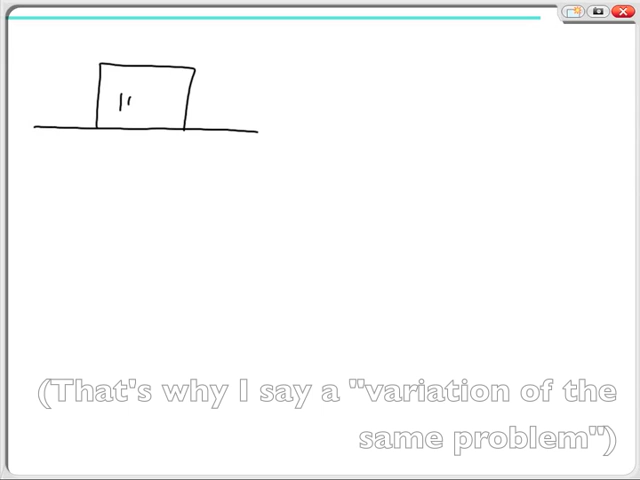 (That's why I say a "variation of the
same problem")